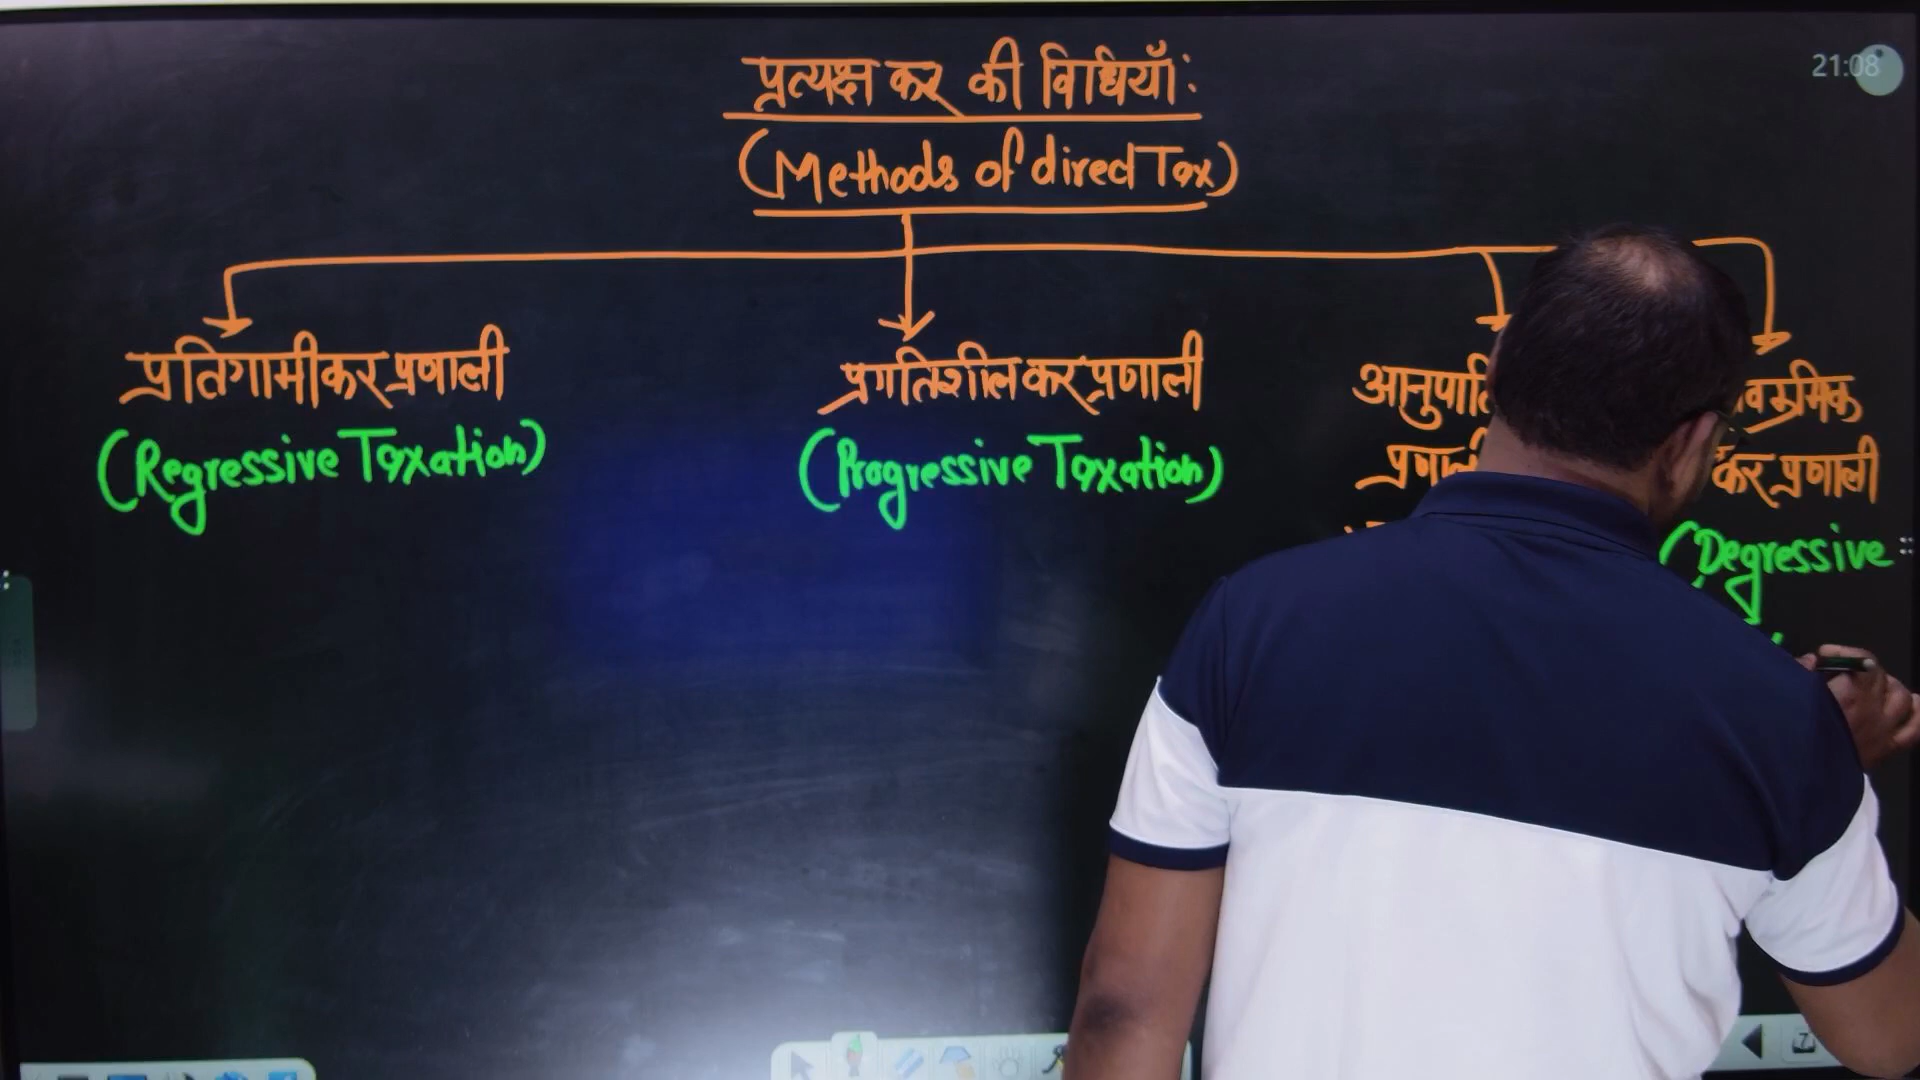 प्रत्यक्ष कर की विधियाँ:
(Methods of direct Tax)
प्रतिगामी कर प्रणाली
(Regressive Taxation)
प्रगतिशील कर प्रणाली
(Progressive Taxation)
कर प्रणाली
(Degressive
21:08
7